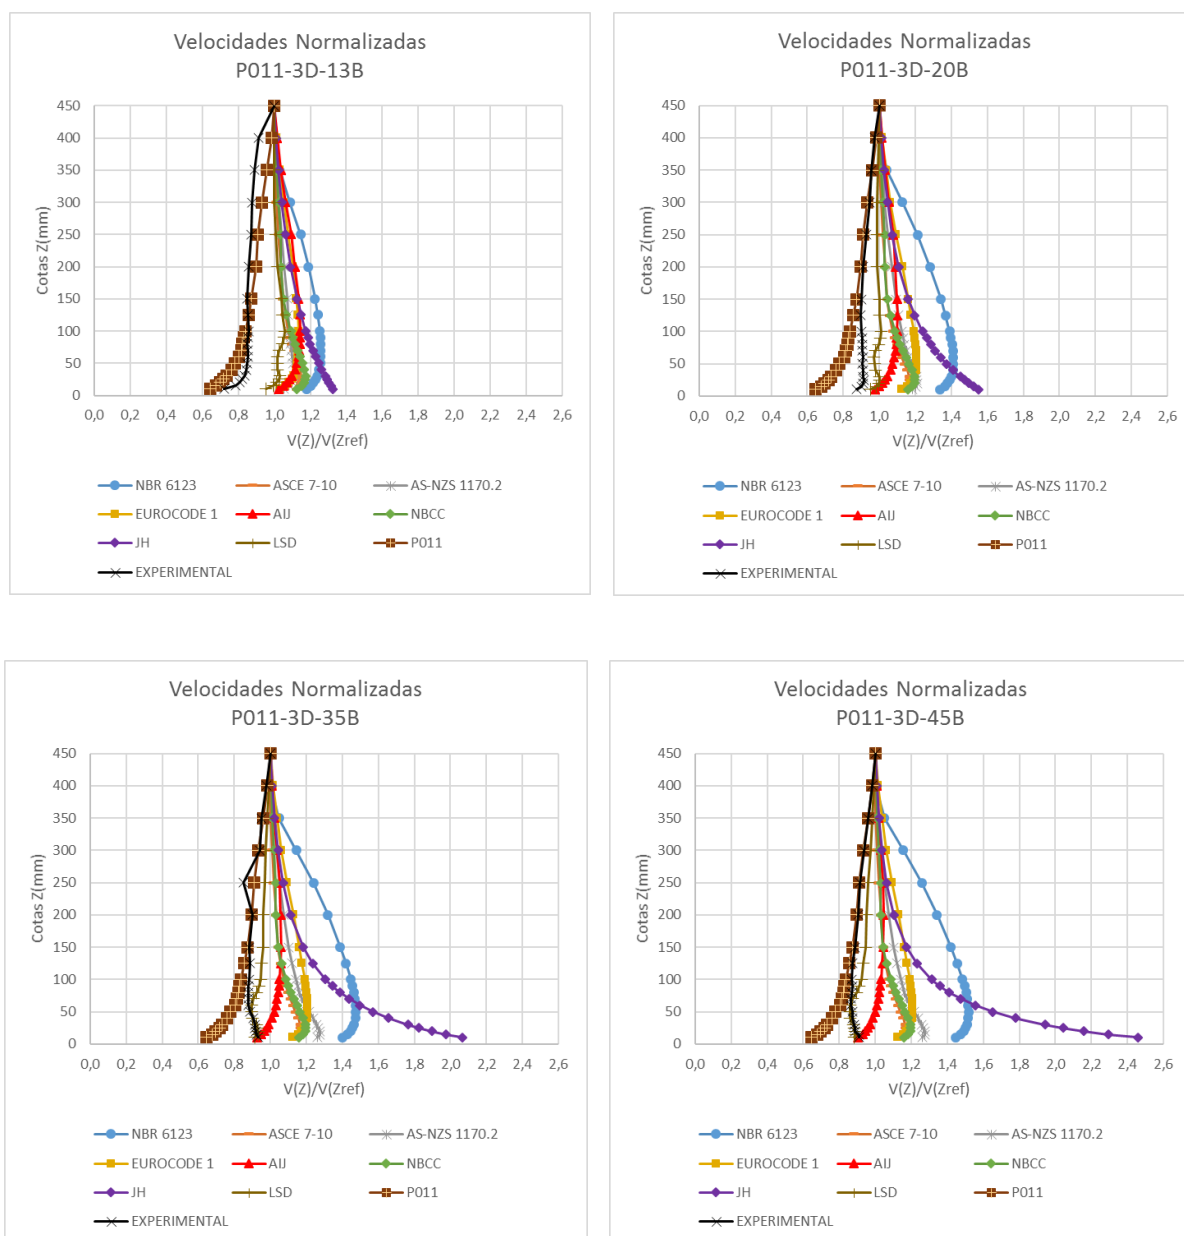 Velocidades Normalizadas
P011-3D-13B
Cotas Z(mm)
450
400
350
300
250
200
150
100
50
0
0,0 0,2 0,4 0,6 0,8 1,0 1,2 1,4 1,6 1,8 2,0 2,2 2,4 2,6
V(Z)/V(Zref)
NBR 6123 ASCE 7-10 AS-NZS 1170.2
EUROCODE 1 AIJ NBCC
JH LSD P011
EXPERIMENTAL
Velocidades Normalizadas
P011-3D-20B
Cotas Z(mm)
450
400
350
300
250
200
150
100
50
0
0,0 0,2 0,4 0,6 0,8 1,0 1,2 1,4 1,6 1,8 2,0 2,2 2,4 2,6
V(Z)/V(Zref)
NBR 6123 ASCE 7-10 AS-NZS 1170.2
EUROCODE 1 AIJ NBCC
JH LSD P011
EXPERIMENTAL
Velocidades Normalizadas
P011-3D-35B
Cotas Z(mm)
450
400
350
300
250
200
150
100
50
0
0,0 0,2 0,4 0,6 0,8 1,0 1,2 1,4 1,6 1,8 2,0 2,2 2,4 2,6
V(Z)/V(Zref)
NBR 6123 ASCE 7-10 AS-NZS 1170.2
EUROCODE 1 AIJ NBCC
JH LSD P011
EXPERIMENTAL
Velocidades Normalizadas
P011-3D-45B
Cotas Z(mm)
450
400
350
300
250
200
150
100
50
0
0,0 0,2 0,4 0,6 0,8 1,0 1,2 1,4 1,6 1,8 2,0 2,2 2,4 2,6
V(Z)/V(Zref)
NBR 6123 ASCE 7-10 AS-NZS 1170.2
EUROCODE 1 AIJ NBCC
JH LSD P011
EXPERIMENTAL